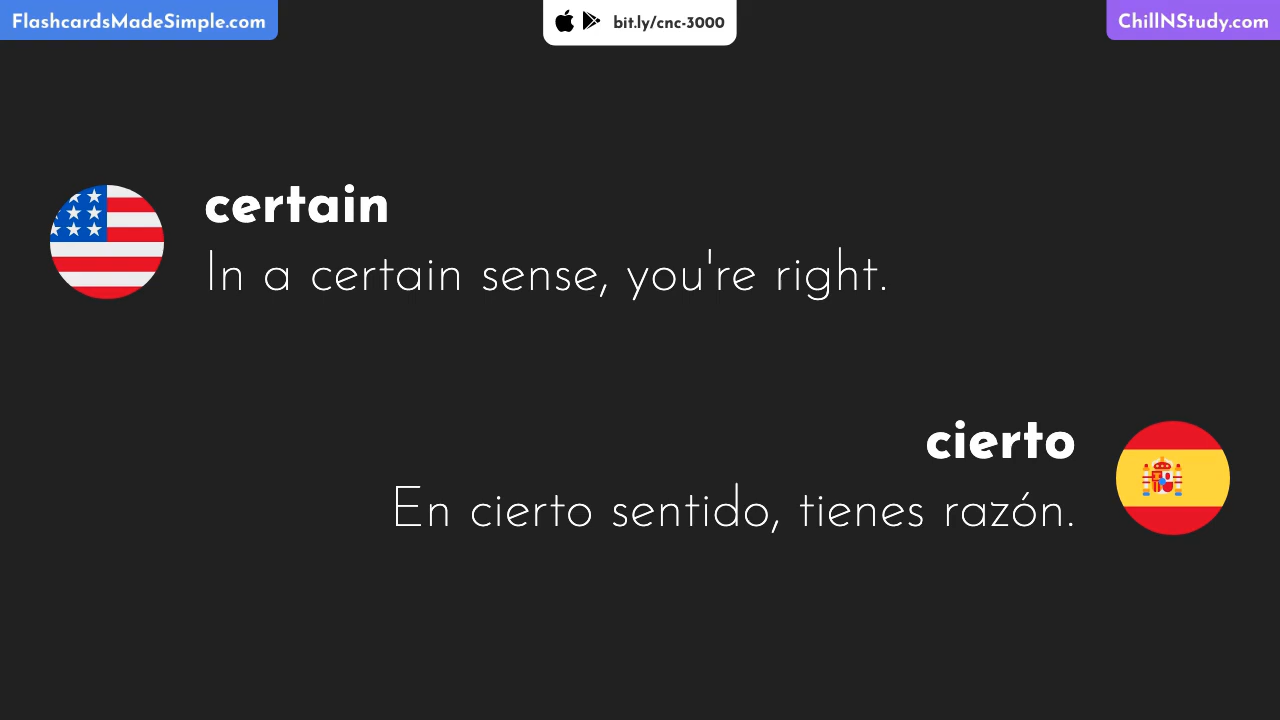 FlashcardsMadeSimple.com
bit.ly/cnc-3000
ChillNStudy.com
certain
In a certain sense, you're right.
cierto
En cierto sentido, tienes razón.